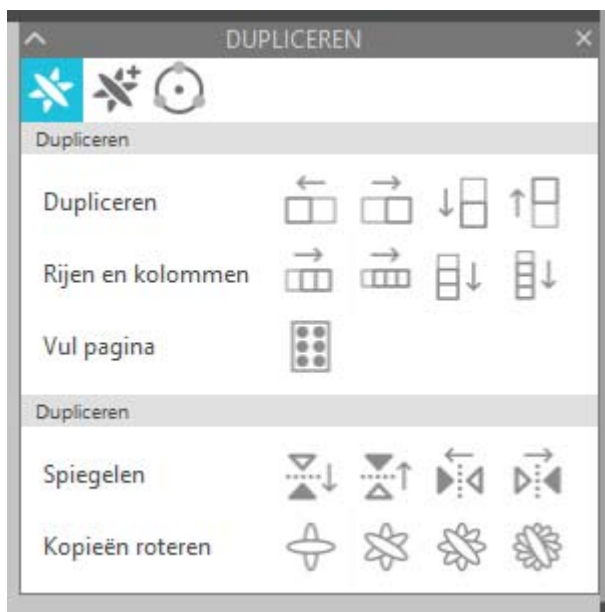 DUPLICEREN
Dupliceren
Dupliceren
Rijen en kolommen
Vul pagina
Dupliceren
Spiegelen
Kopieën roteren